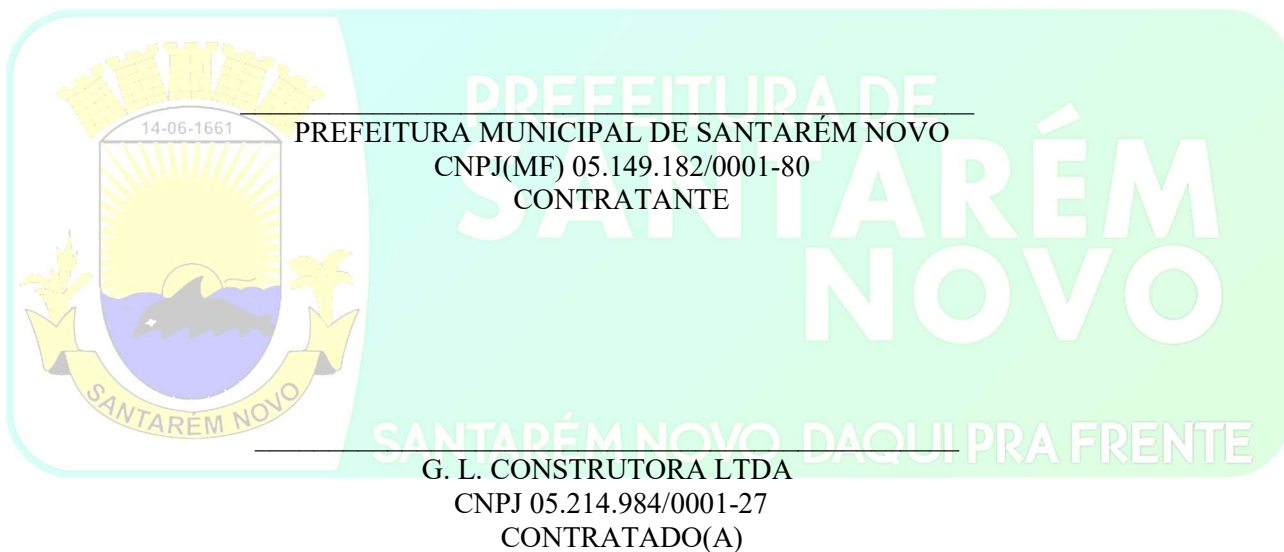 PREFEITURA DE
SANTARÉM
NOVO
14-06-1661
SANTARÉM NOVO
SANTARÉM NOVO DAQUI PRA FRENTE
PREFEITURA MUNICIPAL DE SANTARÉM NOVO
CNPJ(MF) 05.149.182/0001-80
CONTRATANTE
G. L. CONSTRUTORA LTDA
CNPJ 05.214.984/0001-27
CONTRATADO(A)